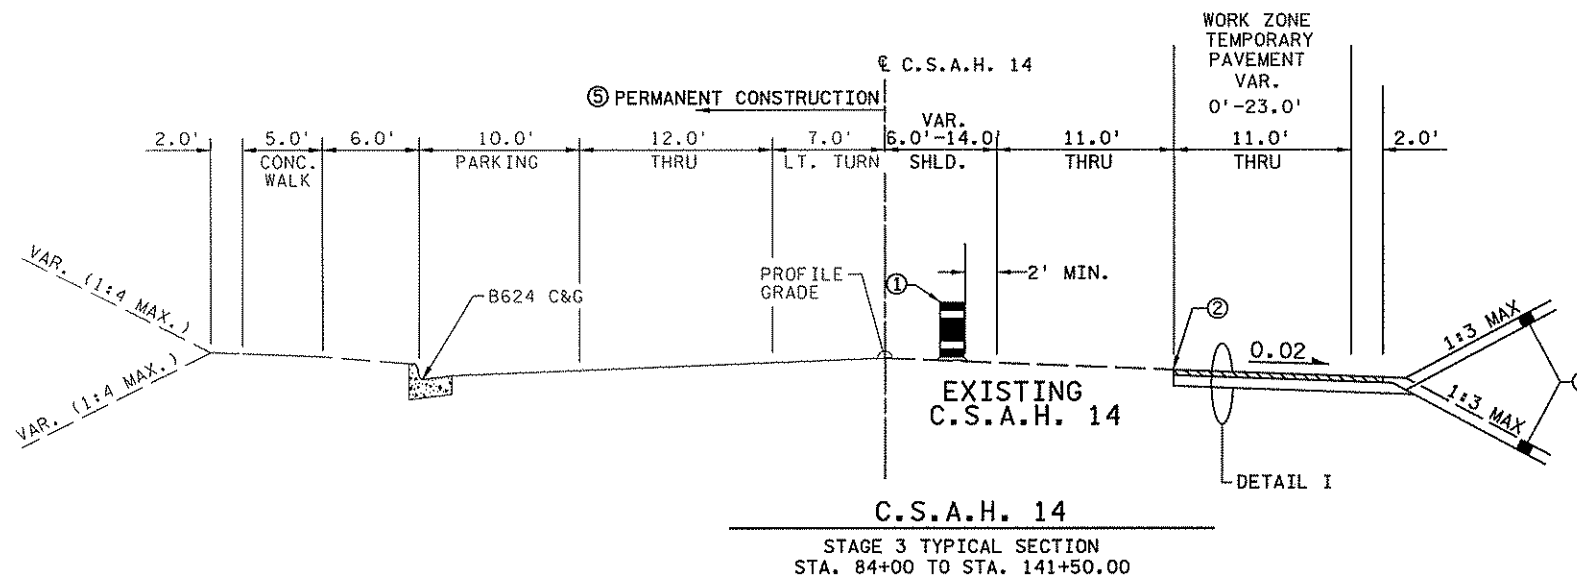 WORK ZONE
TEMPORARY
PAVEMENT
VAR.
0'-23.0'
℄ C.S.A.H. 14
⑤ PERMANENT CONSTRUCTION
VAR.
2.0' 5.0' 6.0' 10.0' 12.0' 7.0' 6.0'-14.0 11.0' 11.0' 2.0'
CONC. PARKING THRU LT. TURN SHLD. THRU THRU
WALK
VAR. (1:4 MAX.)
VAR. (1:4 MAX.)
B624 C&G
PROFILE
GRADE
①
2' MIN.
②
0.02
1:3 MAX
1:3 MAX
EXISTING
C.S.A.H. 14
DETAIL I
C.S.A.H. 14
STAGE 3 TYPICAL SECTION
STA. 84+00 TO STA. 141+50.00